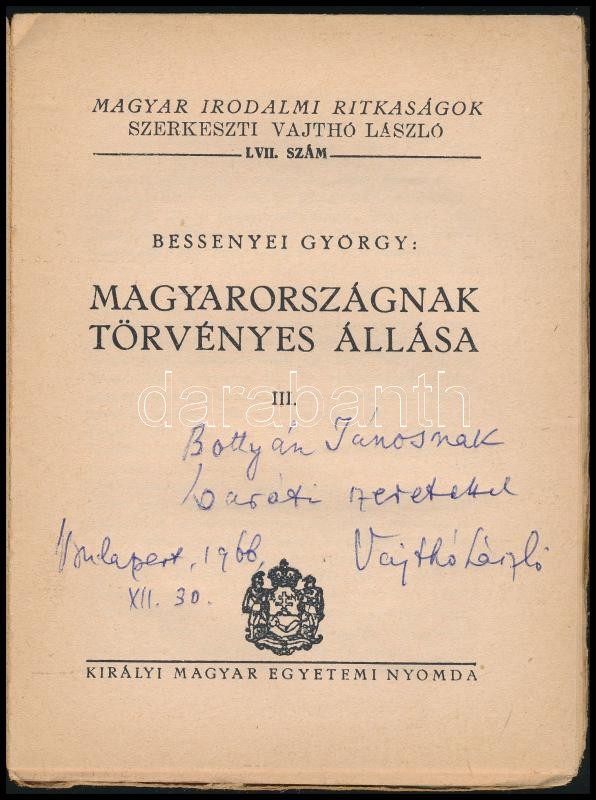 MAGYAR IRODALMI RITKASÁGOK
SZERKESZTI VAJTHÓ LÁSZLÓ
LVII. SZÁM
BESSENYEI GYÖRGY:
MAGYARORSZÁGNAK
TÖRVÉNYES ÁLLÁSA
III.
darabanth
Bottyán Jánosnak
baráti szeretettel
Budapest, 1966, Vajthó László
XII. 30.
KIRÁLYI MAGYAR EGYETEMI NYOMDA